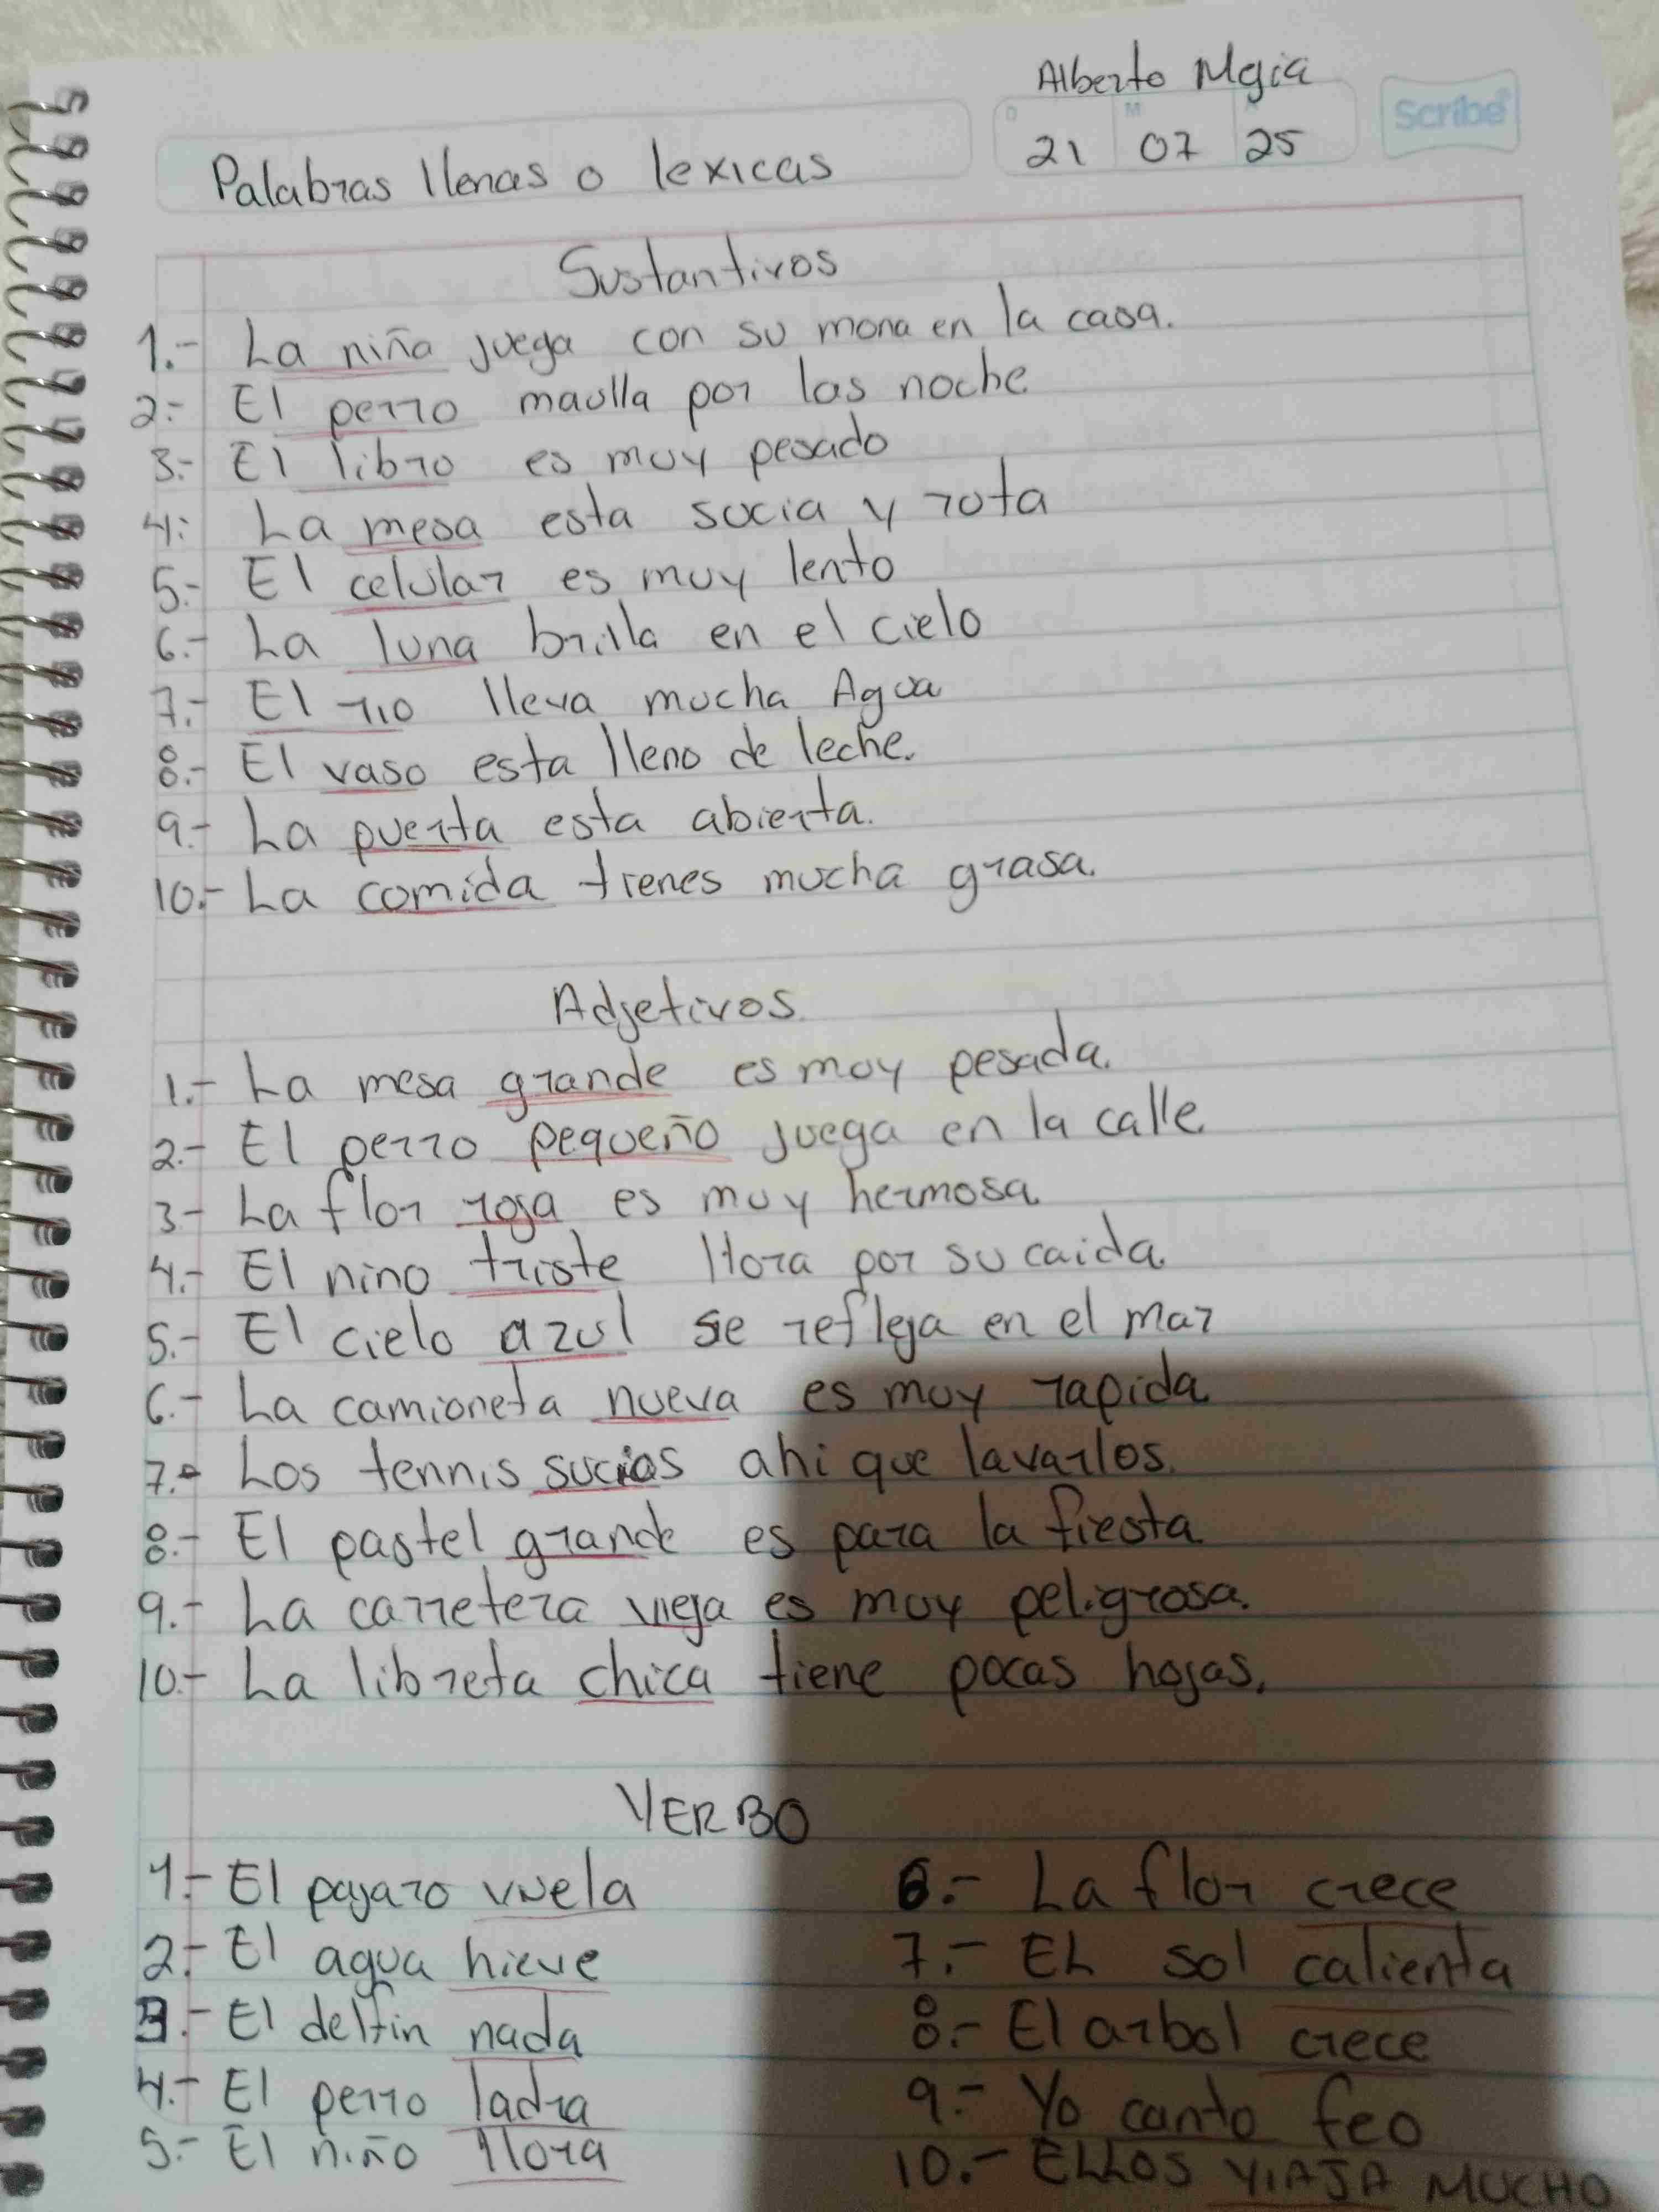 Alberto Mgia
Scribe
D M A
21 07 25
Palabras llenas o lexicas
Sustantivos
1.- La niña juega con su mona en la casa.
2.- El perro maulla por las noche
3.- El libro es muy pesado
4.- La mesa esta sucia y rota
5.- El celular es muy lento
6.- La luna brilla en el cielo
7.- El rio lleva mucha Agua
8.- El vaso esta lleno de leche.
9.- La puerta esta abierta.
10.- La comida tienes mucha grasa.
Adjetivos
1.- La mesa grande es muy pesada.
2.- El perro pequeño juega en la calle.
3.- La flor roja es muy hermosa.
4.- El nino triste llora por su caida.
5.- El cielo azul se refleja en el mar
6.- La camioneta nueva es muy rapida.
7.- Los tennis sucios ahi que lavarlos.
8.- El pastel grande es para la fiesta
9.- La carretera vieja es muy peligrosa.
10.- La libreta chica tiene pocas hojas.
VERBO
1.- El pajaro vuela
2.- El agua hieve
3.- El delfin nada
4.- El perro ladra
5.- El niño llora
6.- La flor crece
7.- EL sol calienta
8.- El arbol crece
9.- Yo canto feo
10.- ELLOS VIAJA MUCHO